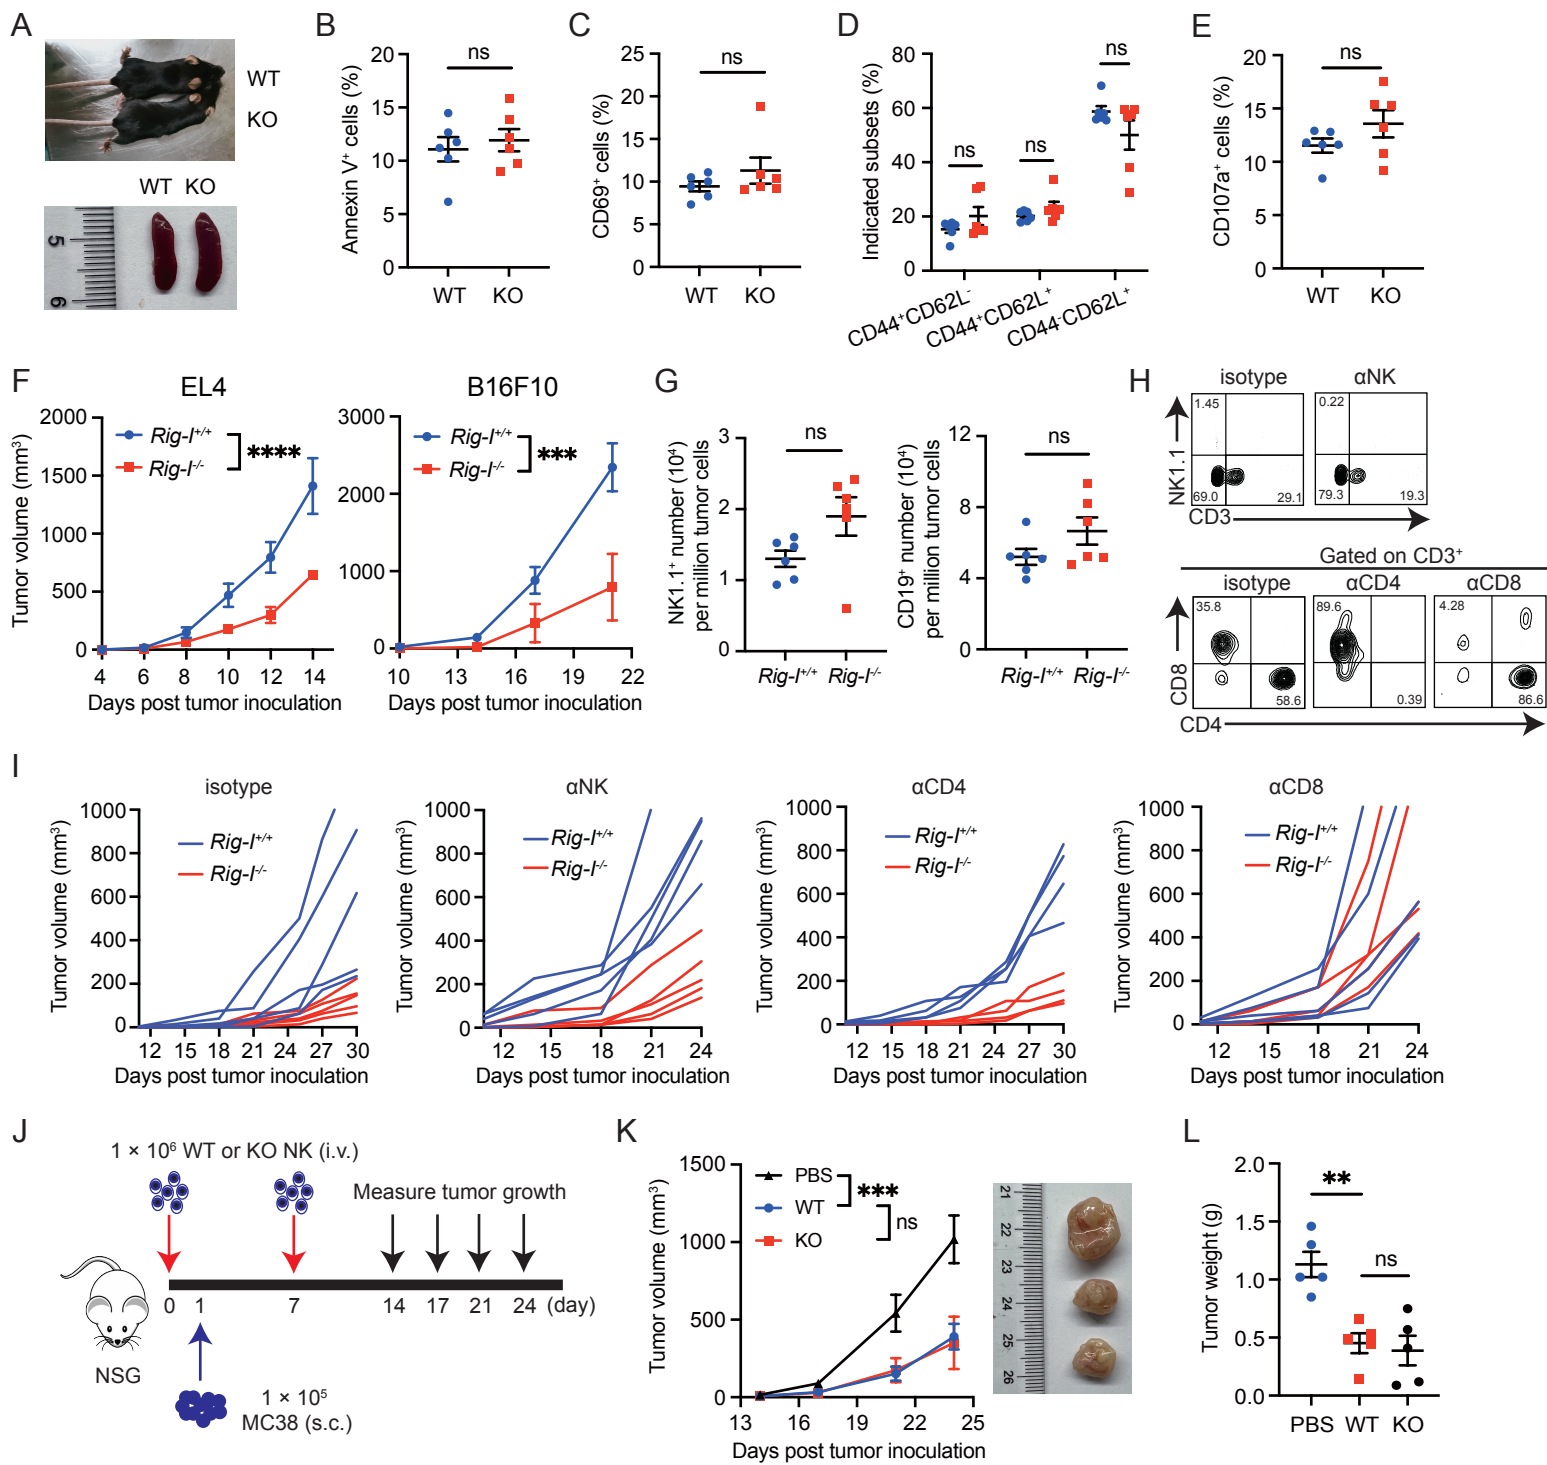 A
WT
KO
WT KO
5
6
B
20
15
10
5
0
Annexin V⁺ cells (%)
ns
WT KO
C
25
20
15
10
5
0
CD69⁺ cells (%)
ns
WT KO
D
80
60
40
20
0
Indicated subsets (%)
ns
ns
ns
CD44⁺CD62L⁻
CD44⁺CD62L⁺
CD44⁻CD62L⁺
E
20
15
10
5
0
CD107a⁺ cells (%)
ns
WT KO
F
EL4
2000
1500
1000
500
0
Tumor volume (mm³)
Rig-I⁺/⁺
Rig-I⁻/⁻
****
4 6 8 10 12 14
Days post tumor inoculation
B16F10
3000
2000
1000
0
Rig-I⁺/⁺
Rig-I⁻/⁻
***
10 13 16 19 22
Days post tumor inoculation
G
3
2
1
0
NK1.1⁺ number (10⁴)
per million tumor cells
ns
Rig-I⁺/⁺ Rig-I⁻/⁻
12
8
4
0
CD19⁺ number (10⁴)
per million tumor cells
ns
Rig-I⁺/⁺ Rig-I⁻/⁻
H
isotype αNK
1.45
69.0
29.1
0.22
79.3
19.3
NK1.1
CD3
Gated on CD3⁺
isotype αCD4 αCD8
35.8
58.6
89.6
0.39
4.28
86.6
CD8
CD4
I
isotype
1000
800
600
400
200
0
Tumor volume (mm³)
Rig-I⁺/⁺
Rig-I⁻/⁻
12 15 18 21 24 27 30
Days post tumor inoculation
αNK
1000
800
600
400
200
0
Tumor volume (mm³)
Rig-I⁺/⁺
Rig-I⁻/⁻
12 15 18 21 24
Days post tumor inoculation
αCD4
1000
800
600
400
200
0
Tumor volume (mm³)
Rig-I⁺/⁺
Rig-I⁻/⁻
12 15 18 21 24 27 30
Days post tumor inoculation
αCD8
1000
800
600
400
200
0
Tumor volume (mm³)
Rig-I⁺/⁺
Rig-I⁻/⁻
12 15 18 21 24
Days post tumor inoculation
J
1 × 10⁶ WT or KO NK (i.v.)
Measure tumor growth
0 1 7 14 17 21 24 (day)
NSG
1 × 10⁵
MC38 (s.c.)
K
1500
1000
500
0
Tumor volume (mm³)
PBS
WT
KO
***
ns
13 16 19 22 25
Days post tumor inoculation
21
22
23
24
25
26
L
2.0
1.5
1.0
0.5
0.0
Tumor weight (g)
**
ns
PBS WT KO